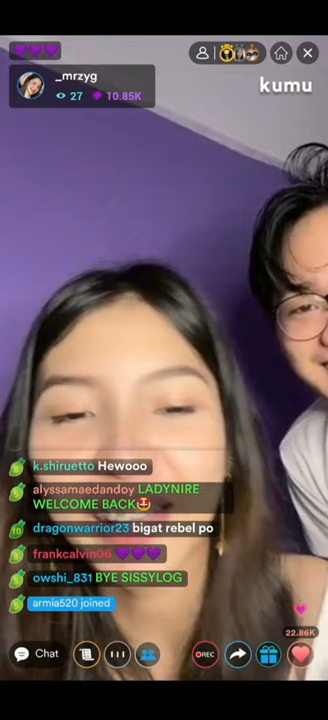 _mrzyg
27 10.85K
kumu
k.shiruetto Hewooo
alyssamaedandoy LADYNIRE
WELCOME BACK🤩
dragonwarrior23 bigat rebel po
10
frankcalvin06 💜💜💜
owshi_831 BYE SISSYLOG
armia520 joined
22.86K
Chat
REC